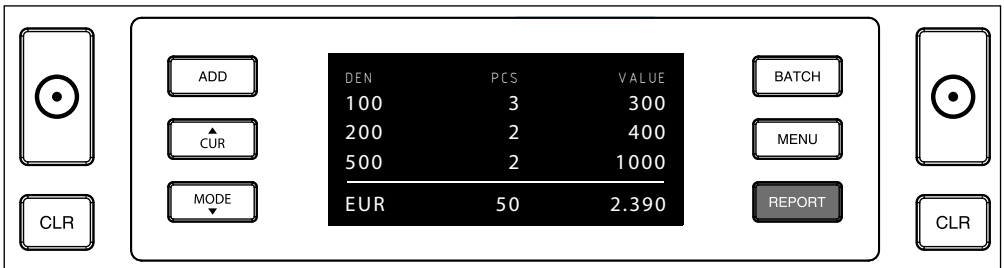 ADD
CUR
MODE
CLR
DEN PCS VALUE
100 3 300
200 2 400
500 2 1000
EUR 50 2.390
BATCH
MENU
REPORT
CLR